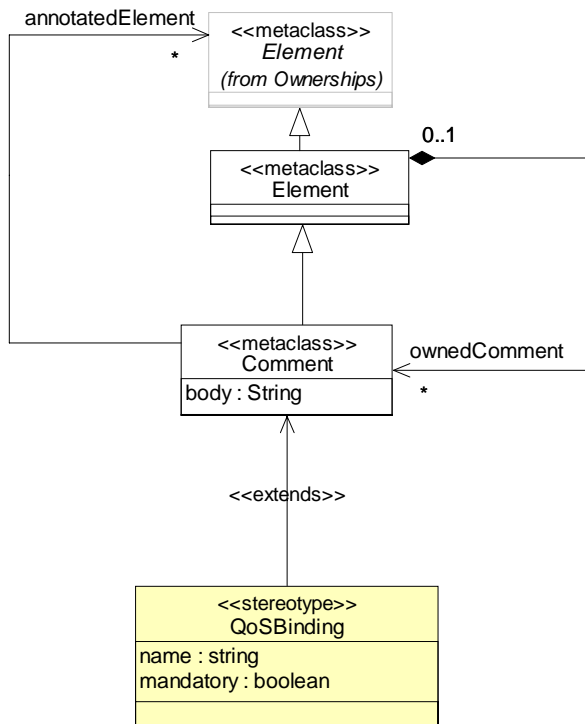 annotatedElement
*
<<metaclass>>
Element
(from Ownerships)
0..1
<<metaclass>>
Element
<<metaclass>>
Comment
body : String
ownedComment
*
<<extends>>
<<stereotype>>
QoSBinding
name : string
mandatory : boolean